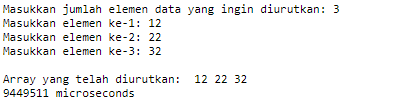 Masukkan jumlah elemen data yang ingin diurutkan: 3
Masukkan elemen ke-1: 12
Masukkan elemen ke-2: 22
Masukkan elemen ke-3: 32
Array yang telah diurutkan:  12 22 32
9449511 microseconds